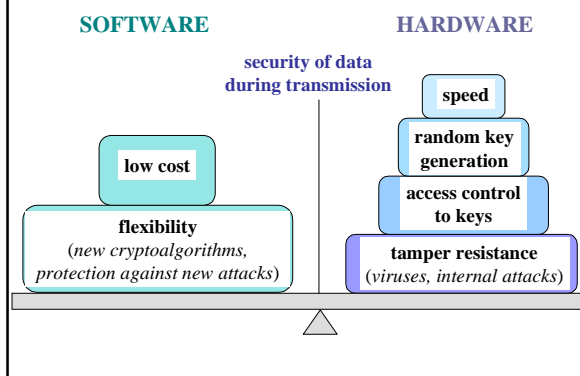 SOFTWARE
HARDWARE
security of data
during transmission
low cost
flexibility
(new cryptoalgorithms,
protection against new attacks)
speed
random key
generation
access control
to keys
tamper resistance
(viruses, internal attacks)